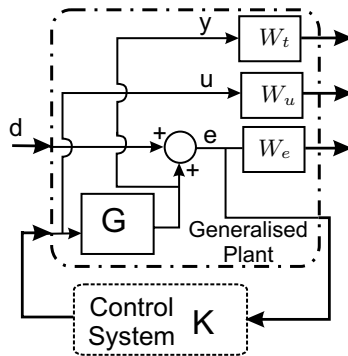 y
W_t
u
W_u
d
+
e
W_e
+
G
Generalised
Plant
Control
System K